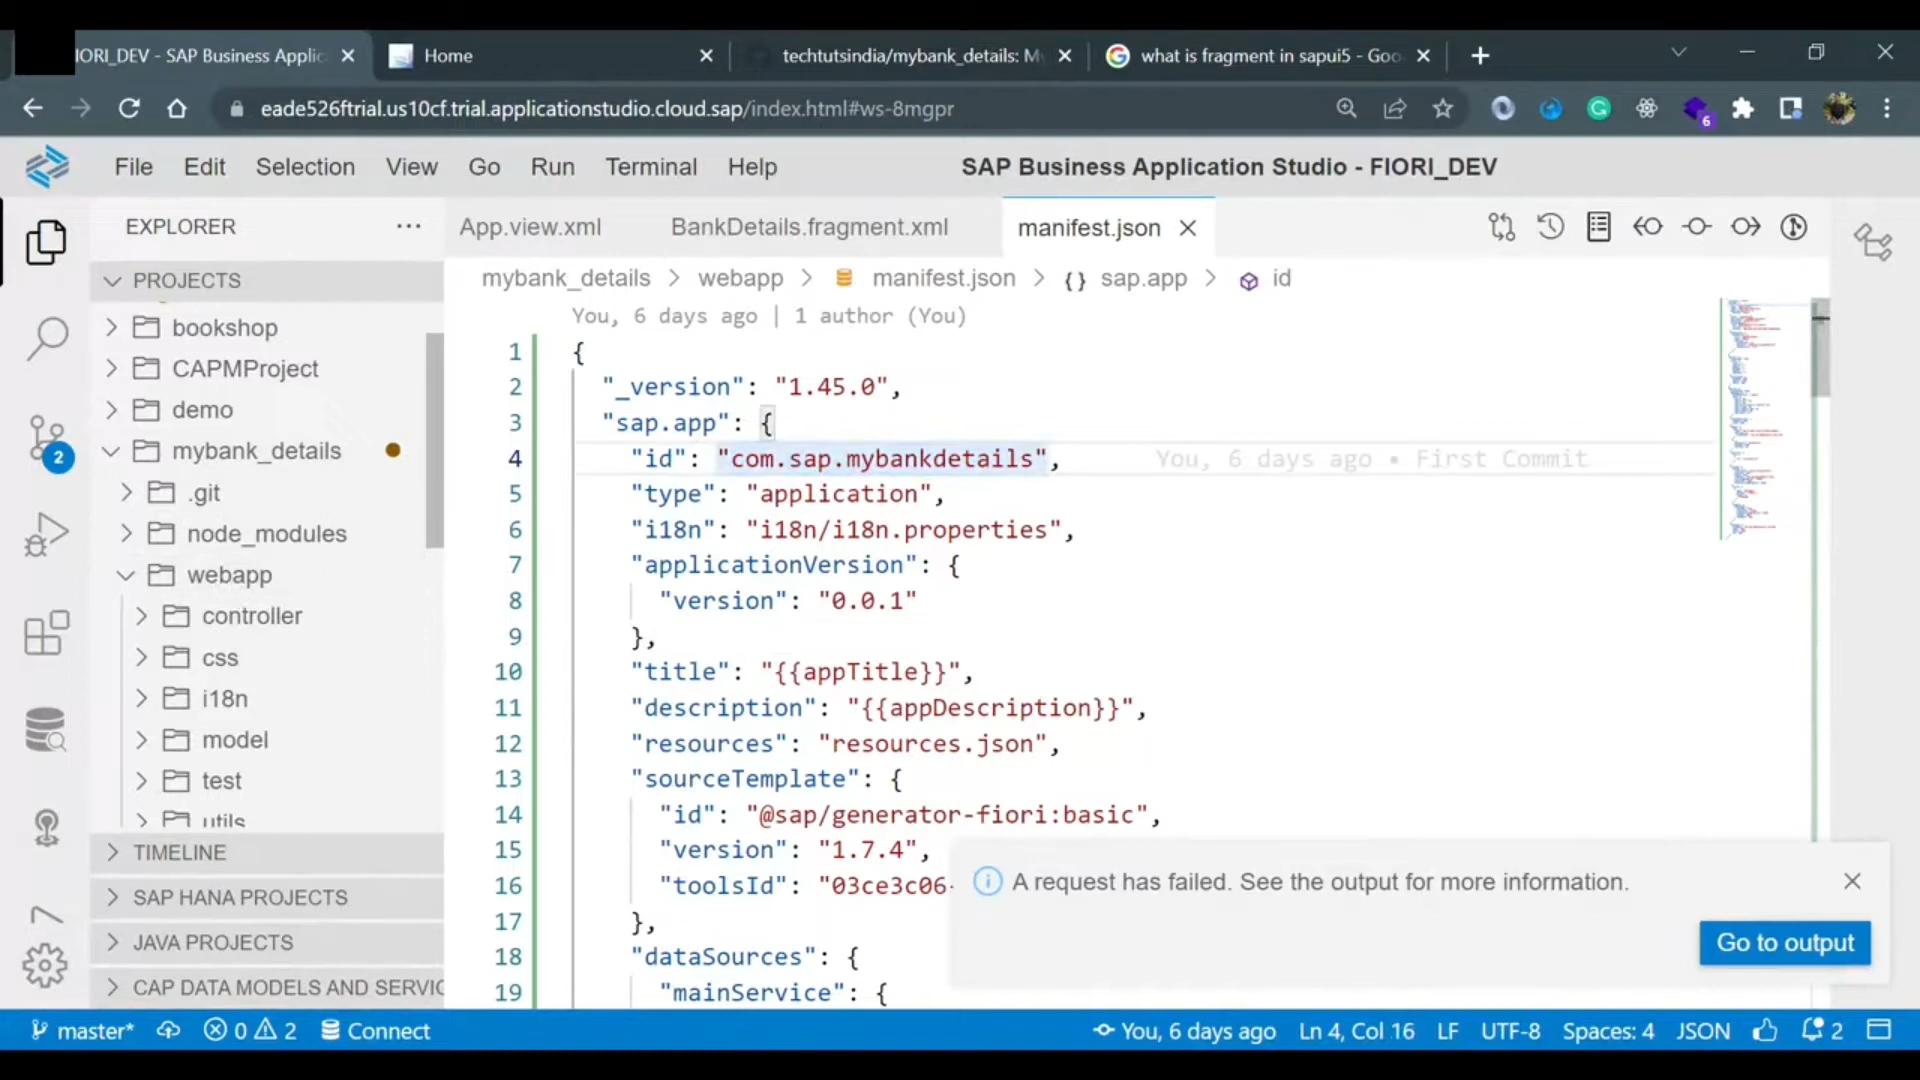 IORI_DEV - SAP Business Applic
Home
techtutsindia/mybank_details: M
what is fragment in sapui5 - Goo
eade526ftrial.us10cf.trial.applicationstudio.cloud.sap/index.html#ws-8mgpr
6
File Edit Selection View Go Run Terminal Help
SAP Business Application Studio - FIORI_DEV
EXPLORER
App.view.xml
BankDetails.fragment.xml
manifest.json
PROJECTS
mybank_details > webapp > manifest.json > {} sap.app > id
You, 6 days ago | 1 author (You)
bookshop
CAPMProject
demo
mybank_details
.git
node_modules
webapp
controller
css
i18n
model
test
utils
TIMELINE
SAP HANA PROJECTS
JAVA PROJECTS
CAP DATA MODELS AND SERVIC
2
1 {
2 "_version": "1.45.0",
3 "sap.app": {
4 "id": "com.sap.mybankdetails", You, 6 days ago • First Commit
5 "type": "application",
6 "i18n": "i18n/i18n.properties",
7 "applicationVersion": {
8 "version": "0.0.1"
9 },
10 "title": "{{appTitle}}",
11 "description": "{{appDescription}}",
12 "resources": "resources.json",
13 "sourceTemplate": {
14 "id": "@sap/generator-fiori:basic",
15 "version": "1.7.4",
16 "toolsId": "03ce3c06-
17 },
18 "dataSources": {
19 "mainService": {
A request has failed. See the output for more information.
Go to output
master* 0 2 Connect
You, 6 days ago Ln 4, Col 16 LF UTF-8 Spaces: 4 JSON 2